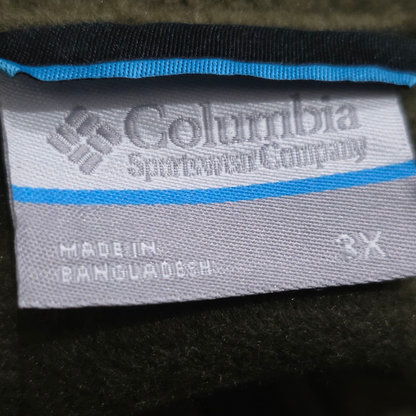 Columbia
Sportswear Company
MADE IN
BANGLADESH
3X